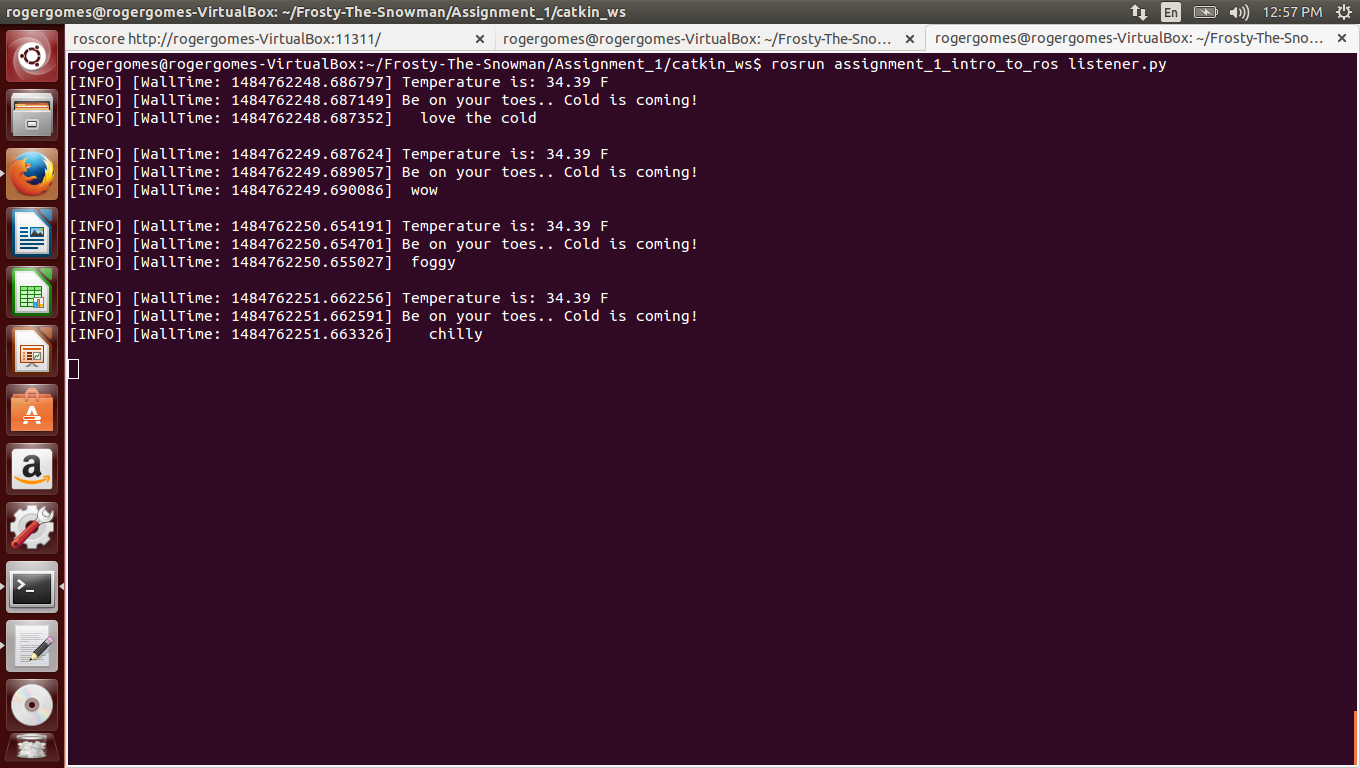 rogergomes@rogergomes-VirtualBox: ~/Frosty-The-Snowman/Assignment_1/catkin_ws
En
12:57 PM
roscore http://rogergomes-VirtualBox:11311/
rogergomes@rogergomes-VirtualBox: ~/Frosty-The-Sno...
rogergomes@rogergomes-VirtualBox: ~/Frosty-The-Sno...
rogergomes@rogergomes-VirtualBox:~/Frosty-The-Snowman/Assignment_1/catkin_ws$ rosrun assignment_1_intro_to_ros listener.py
[INFO] [WallTime: 1484762248.686797] Temperature is: 34.39 F
[INFO] [WallTime: 1484762248.687149] Be on your toes.. Cold is coming!
[INFO] [WallTime: 1484762248.687352]   love the cold
[INFO] [WallTime: 1484762249.687624] Temperature is: 34.39 F
[INFO] [WallTime: 1484762249.689057] Be on your toes.. Cold is coming!
[INFO] [WallTime: 1484762249.690086]  wow
[INFO] [WallTime: 1484762250.654191] Temperature is: 34.39 F
[INFO] [WallTime: 1484762250.654701] Be on your toes.. Cold is coming!
[INFO] [WallTime: 1484762250.655027]  foggy
[INFO] [WallTime: 1484762251.662256] Temperature is: 34.39 F
[INFO] [WallTime: 1484762251.662591] Be on your toes.. Cold is coming!
[INFO] [WallTime: 1484762251.663326]    chilly